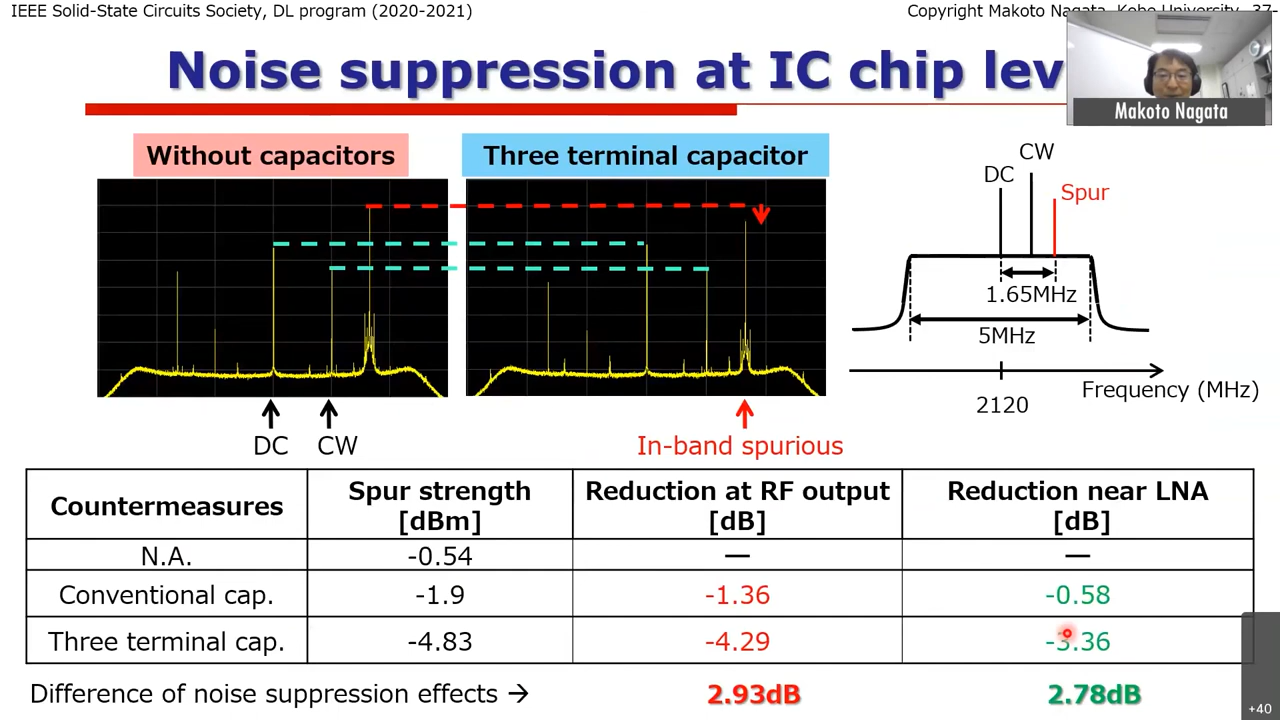 IEEE Solid-State Circuits Society, DL program (2020-2021)
Copyright Makoto Nagata, Kobe University, 37-
Noise suppression at IC chip lev
Makoto Nagata
Without capacitors
Three terminal capacitor
CW
DC
Spur
1.65MHz
5MHz
Frequency (MHz)
2120
DC
CW
In-band spurious
Countermeasures
Spur strength
[dBm]
Reduction at RF output
[dB]
Reduction near LNA
[dB]
N.A.
-0.54
—
—
Conventional cap.
-1.9
-1.36
-0.58
Three terminal cap.
-4.83
-4.29
-3.36
Difference of noise suppression effects →
2.93dB
2.78dB
+40